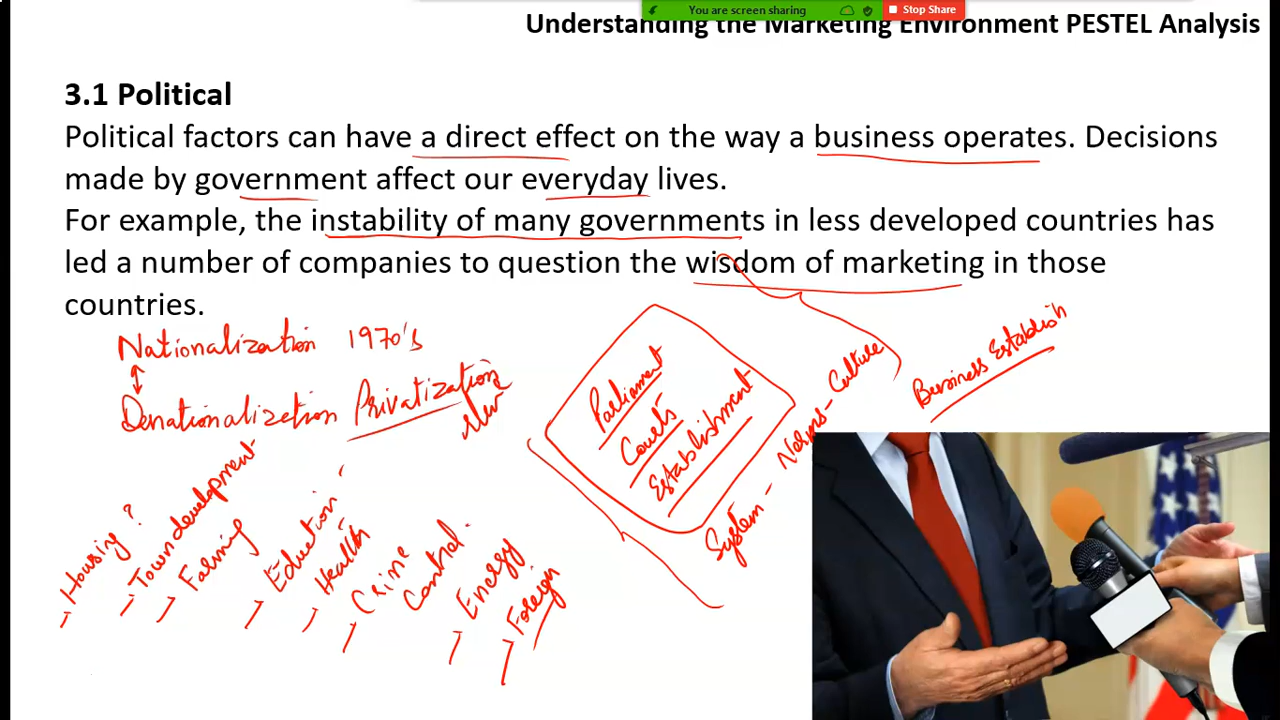 You are screen sharing
Stop Share
Understanding the Marketing Environment PESTEL Analysis
3.1 Political
Political factors can have a direct effect on the way a business operates. Decisions
made by government affect our everyday lives.
For example, the instability of many governments in less developed countries has
led a number of companies to question the wisdom of marketing in those
countries.
Nationalization 1970's
Denationalization Privatization
Parliament
Courts
Establishment
System - Norms - Culture
Business Establish
- Housing?
- Town development
- Farming
- Education
- Health
- Crime
Control
- Energy
- Foreign